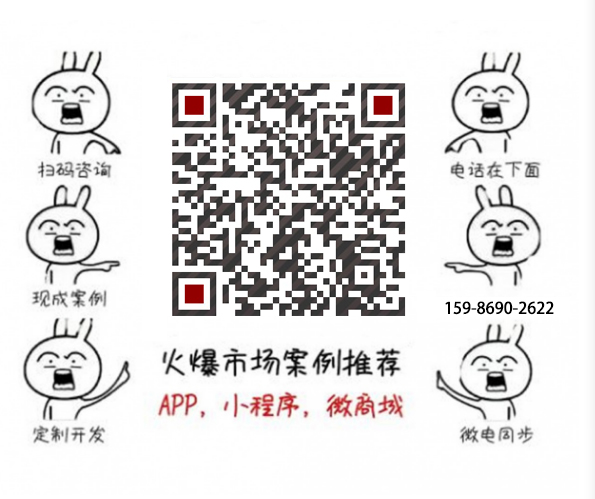 扫码咨询
电话在下面
现成案例
159-8690-2622
火爆市场案例推荐
APP，小程序，微商城
定制开发
微电同步